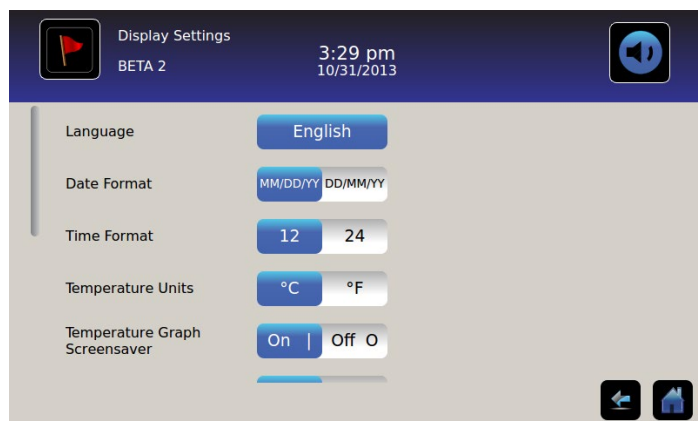 Display Settings
BETA 2
3:29 pm
10/31/2013
Language
English
Date Format
MM/DD/YY DD/MM/YY
Time Format
12 24
Temperature Units
°C °F
Temperature Graph
Screensaver
On | Off O